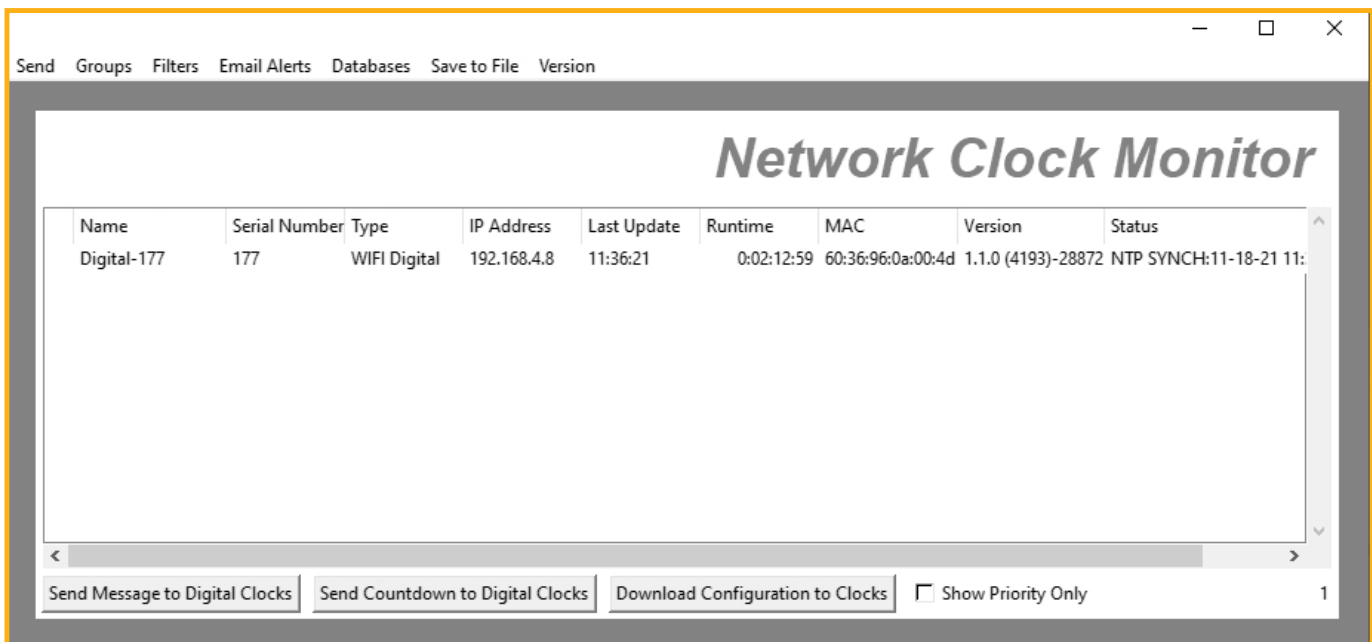 Send Groups Filters Email Alerts Databases Save to File Version
Network Clock Monitor
Name Serial Number Type IP Address Last Update Runtime MAC Version Status
Digital-177 177 WIFI Digital 192.168.4.8 11:36:21 0:02:12:59 60:36:96:0a:00:4d 1.1.0 (4193)-28872 NTP SYNCH:11-18-21 11:
Send Message to Digital Clocks Send Countdown to Digital Clocks Download Configuration to Clocks Show Priority Only 1